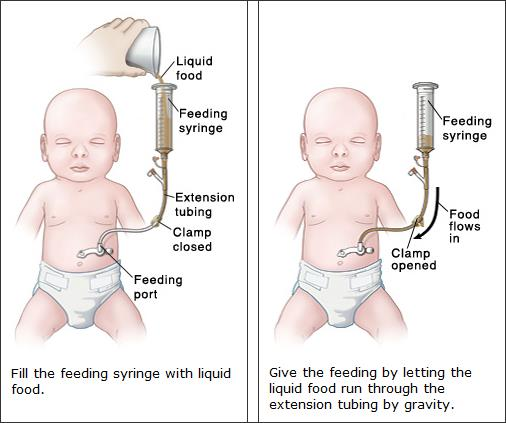 Liquid
food
Feeding
syringe
Extension
tubing
Clamp
closed
Feeding
port
Fill the feeding syringe with liquid
food.
Feeding
syringe
Food
flows
in
Clamp
opened
Give the feeding by letting the
liquid food run through the
extension tubing by gravity.